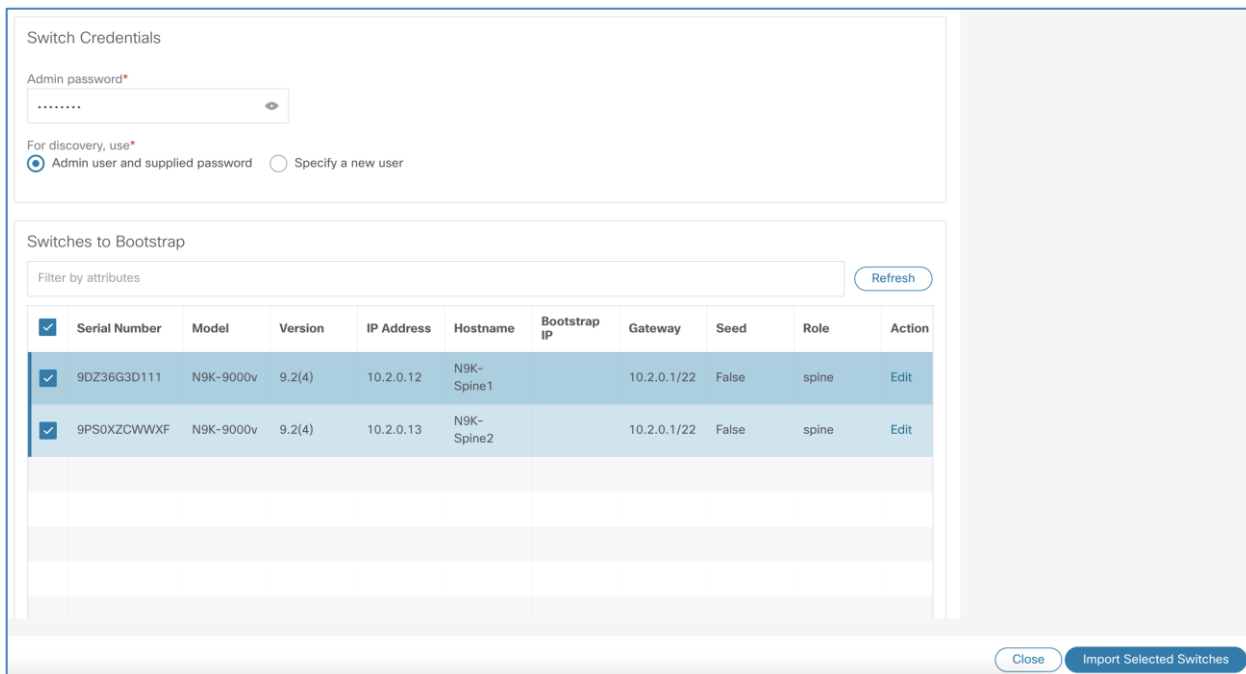 Switch Credentials
Admin password*
........
For discovery, use*
Admin user and supplied password Specify a new user
Switches to Bootstrap
Filter by attributes Refresh
Serial Number Model Version IP Address Hostname Bootstrap IP Gateway Seed Role Action
9DZ36G3D111 N9K-9000v 9.2(4) 10.2.0.12 N9K-Spine1 10.2.0.1/22 False spine Edit
9PS0XZCWWXF N9K-9000v 9.2(4) 10.2.0.13 N9K-Spine2 10.2.0.1/22 False spine Edit
Close Import Selected Switches